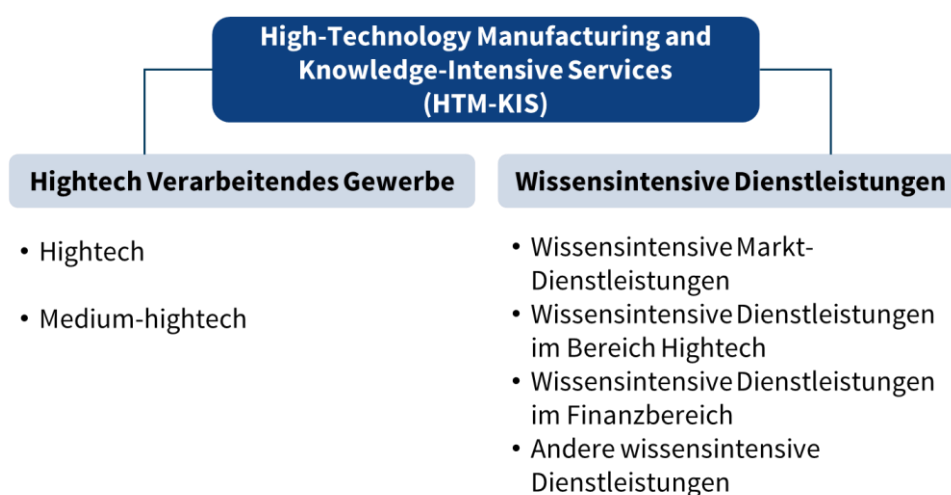 High-Technology Manufacturing and
Knowledge-Intensive Services
(HTM-KIS)
Hightech Verarbeitendes Gewerbe
• Hightech
• Medium-hightech
Wissensintensive Dienstleistungen
• Wissensintensive Markt-
Dienstleistungen
• Wissensintensive Dienstleistungen
im Bereich Hightech
• Wissensintensive Dienstleistungen
im Finanzbereich
• Andere wissensintensive
Dienstleistungen